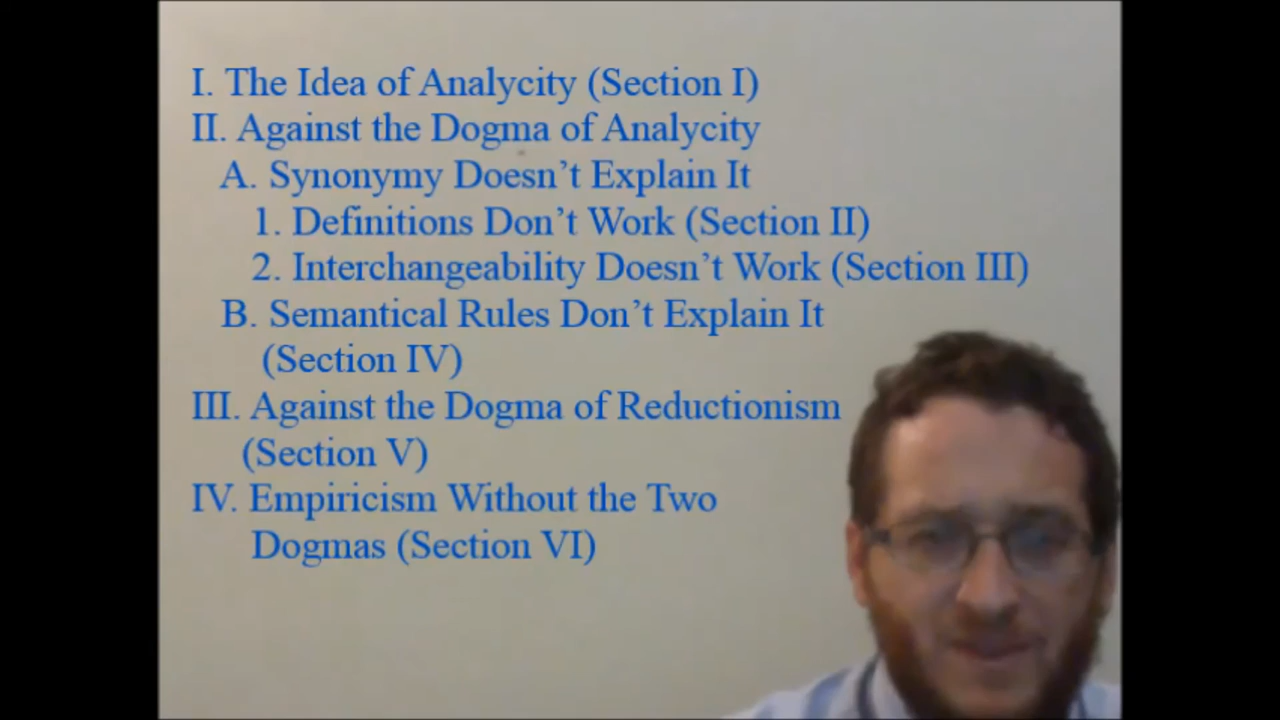 I. The Idea of Analycity (Section I)
II. Against the Dogma of Analycity
A. Synonymy Doesn’t Explain It
1. Definitions Don’t Work (Section II)
2. Interchangeability Doesn’t Work (Section III)
B. Semantical Rules Don’t Explain It
(Section IV)
III. Against the Dogma of Reductionism
(Section V)
IV. Empiricism Without the Two
Dogmas (Section VI)